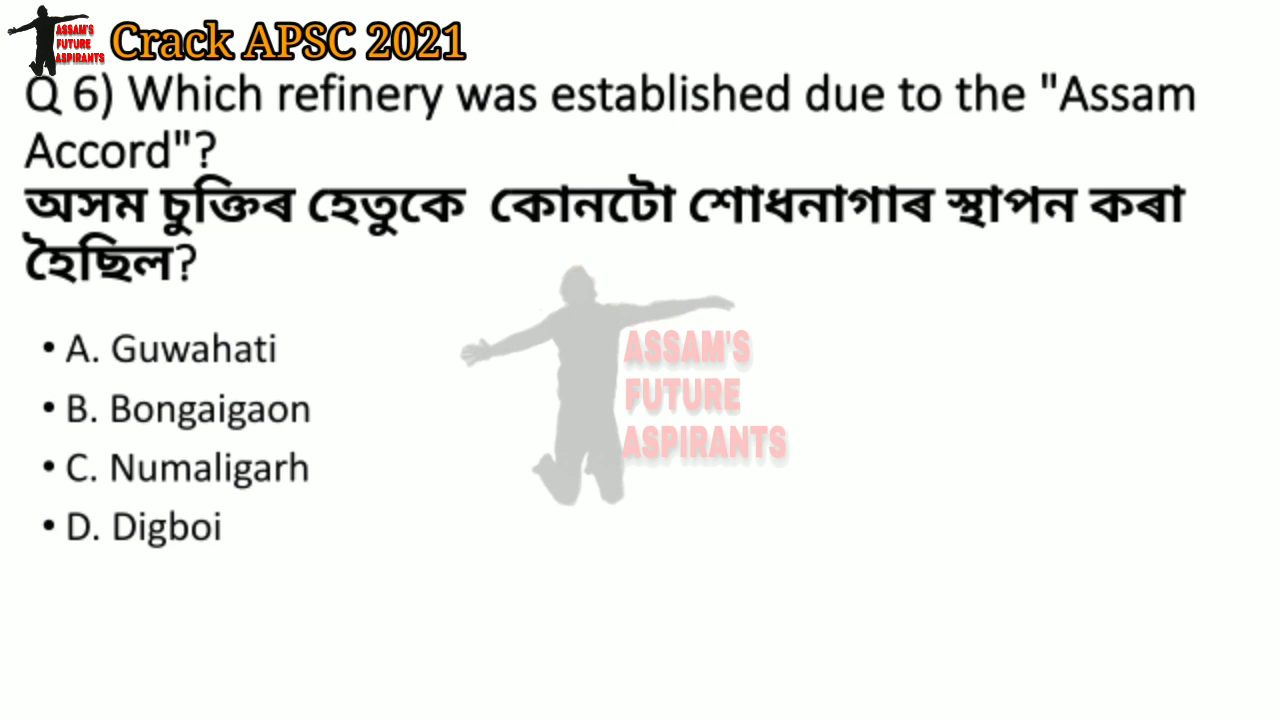 ASSAM'S
FUTURE
ASPIRANTS
Crack APSC 2021
Q 6) Which refinery was established due to the "Assam
Accord"?
অসম চুক্তিৰ হেতুকে কোনটো শোধনাগাৰ স্থাপন কৰা
হৈছিল?
• A. Guwahati
• B. Bongaigaon
• C. Numaligarh
• D. Digboi
ASSAM'S
FUTURE
ASPIRANTS